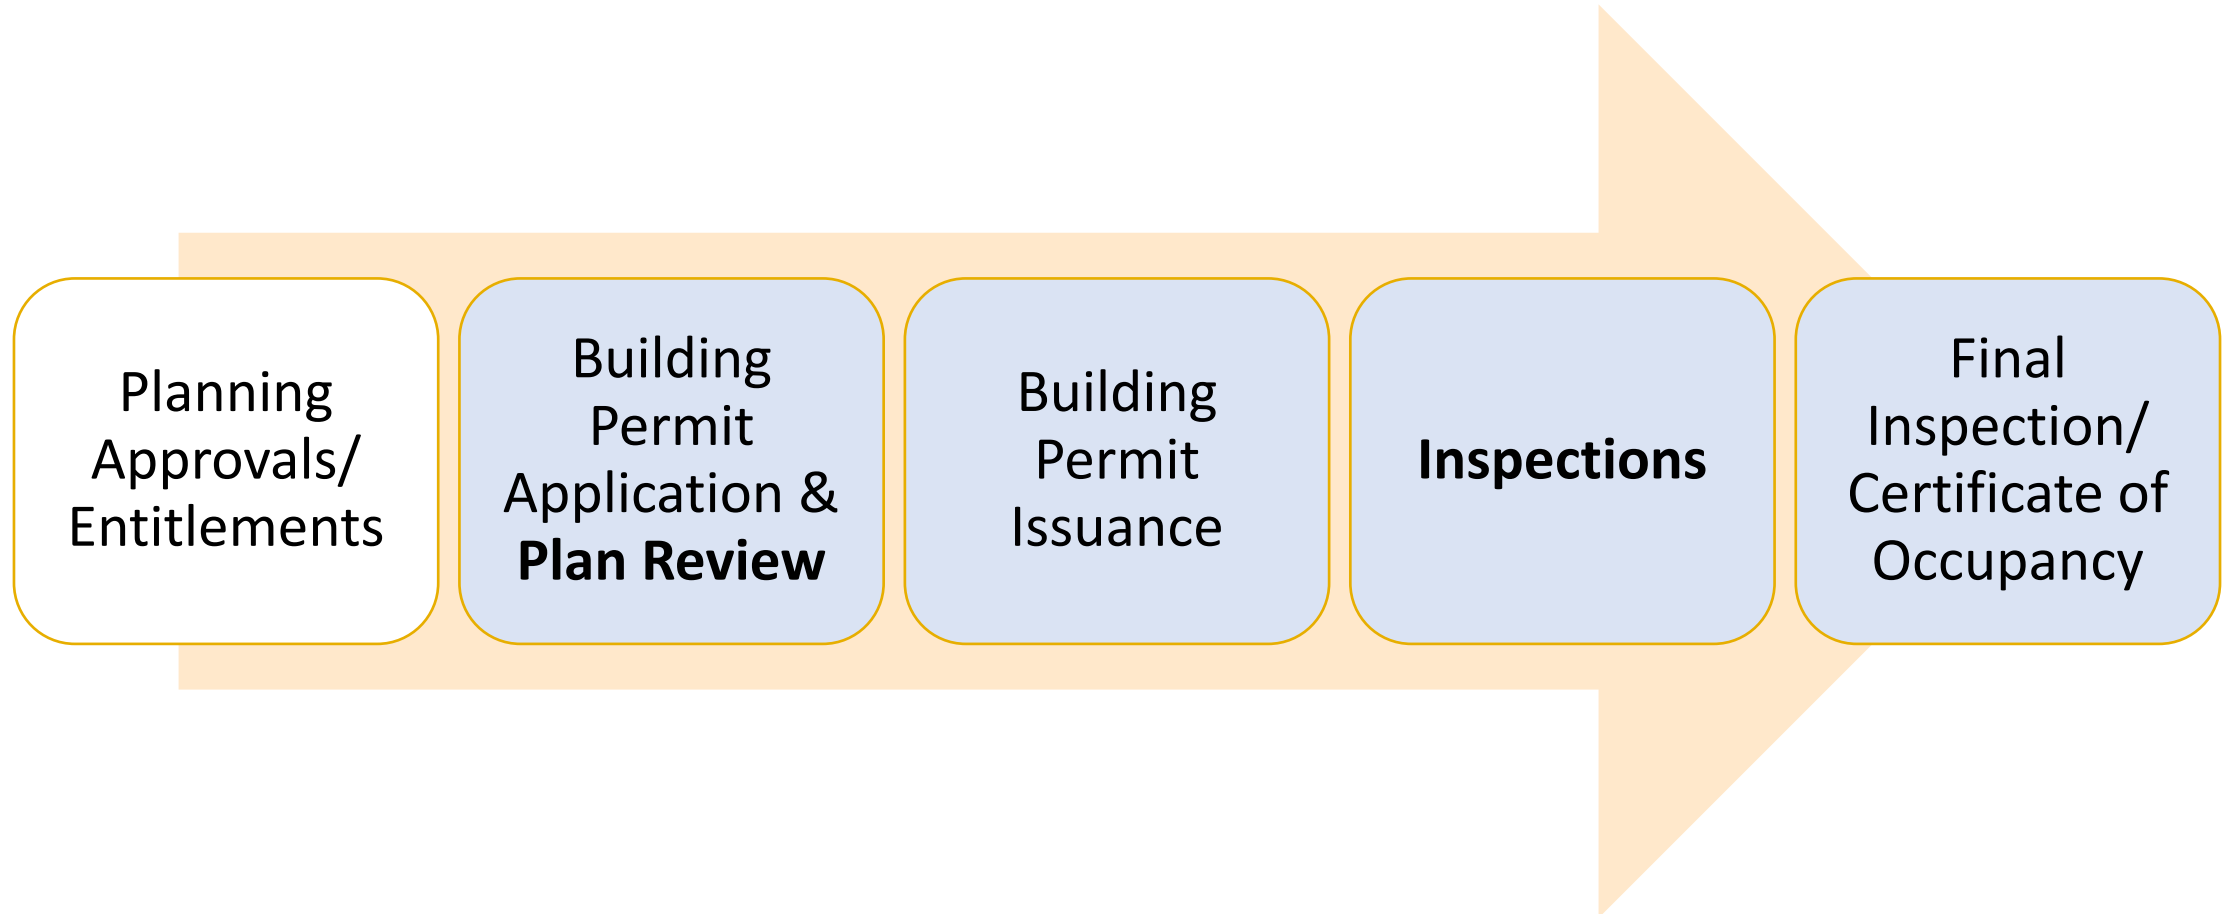 Planning
Approvals/
Entitlements
Building
Permit
Application &
Plan Review
Building
Permit
Issuance
Inspections
Final
Inspection/
Certificate of
Occupancy